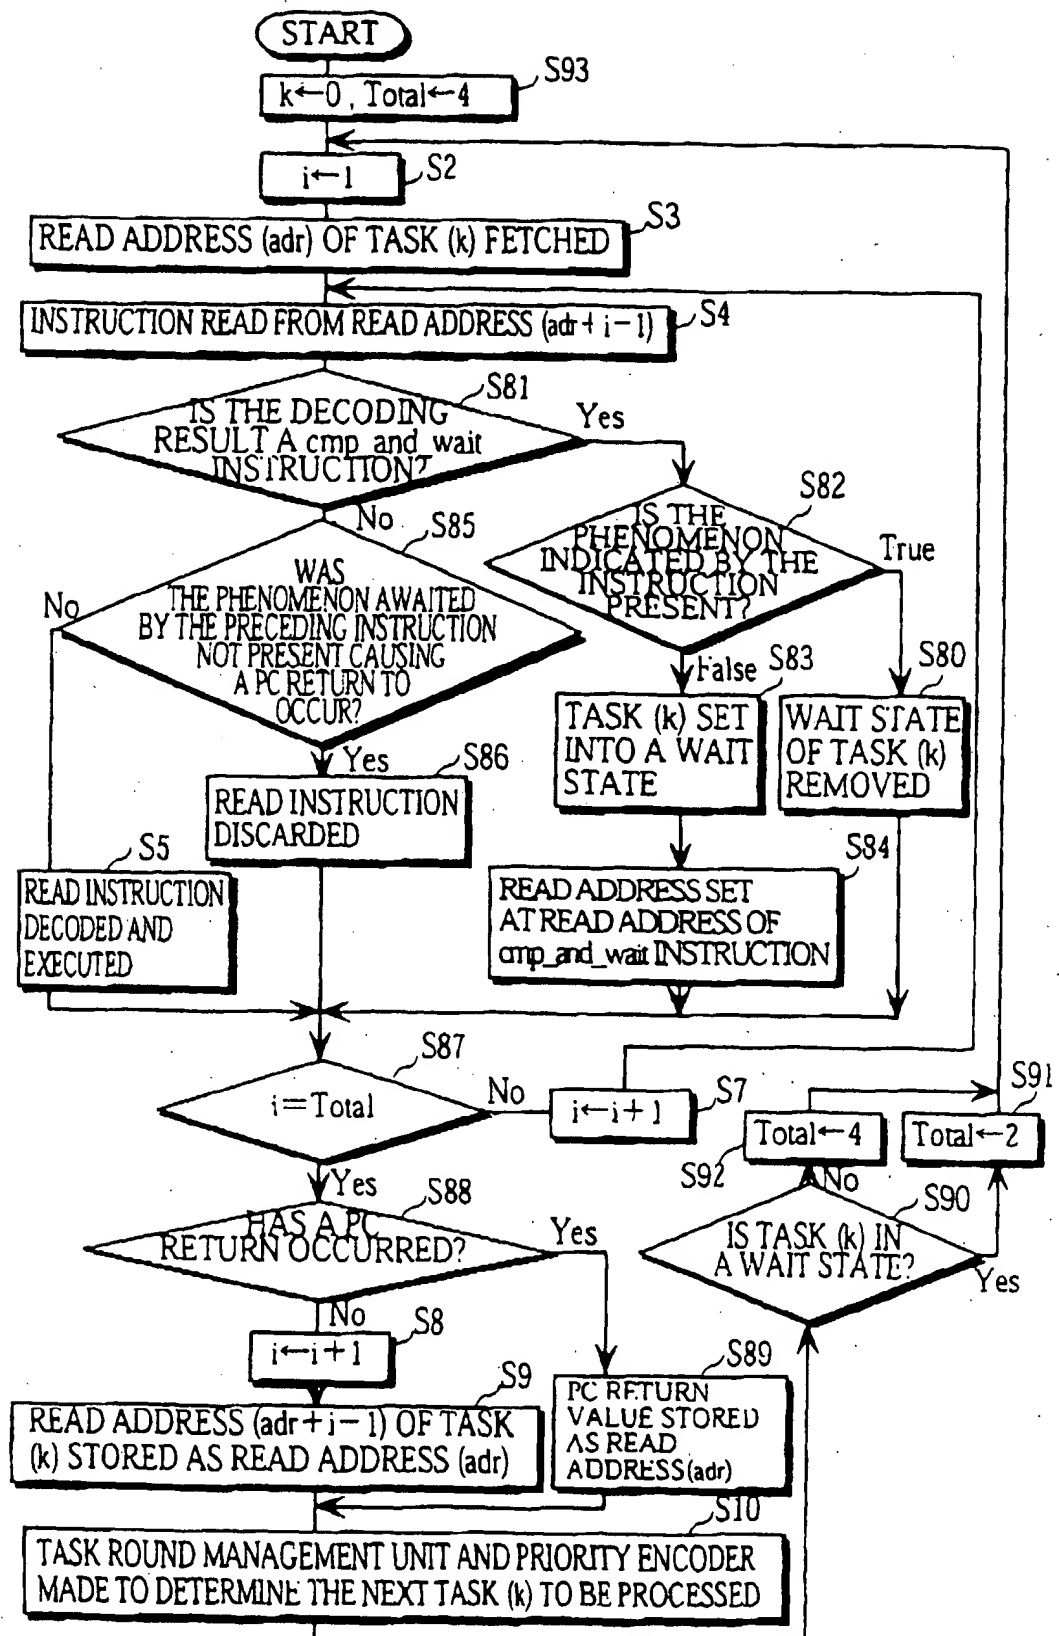 START
S93
k←0, Total←4
S2
i←1
S3
READ ADDRESS (adr) OF TASK (k) FETCHED
S4
INSTRUCTION READ FROM READ ADDRESS (adr+i-1)
S81
IS THE DECODING
RESULT A cmp_and_wait
INSTRUCTION?
Yes
No
S82
IS THE
PHENOMENON
INDICATED BY THE
INSTRUCTION
PRESENT?
True
False
S85
WAS
THE PHENOMENON AWAITED
BY THE PRECEDING INSTRUCTION
NOT PRESENT CAUSING
A PC RETURN TO
OCCUR?
No
Yes
S83
TASK (k) SET
INTO A WAIT
STATE
S80
WAIT STATE
OF TASK (k)
REMOVED
S86
READ INSTRUCTION
DISCARDED
S5
READ INSTRUCTION
DECODED AND
EXECUTED
S84
READ ADDRESS SET
AT READ ADDRESS OF
cmp_and_wait INSTRUCTION
S87
i=Total
No
Yes
S7
i←i+1
S92
Total←4
S91
Total←2
S88
HAS A PC
RETURN OCCURRED?
Yes
No
S90
IS TASK (k) IN
A WAIT STATE?
No
Yes
S8
i←i+1
S9
READ ADDRESS (adr+i-1) OF TASK
(k) STORED AS READ ADDRESS (adr)
S89
PC RETURN
VALUE STORED
AS READ
ADDRESS(adr)
S10
TASK ROUND MANAGEMENT UNIT AND PRIORITY ENCODER
MADE TO DETERMINE THE NEXT TASK (k) TO BE PROCESSED